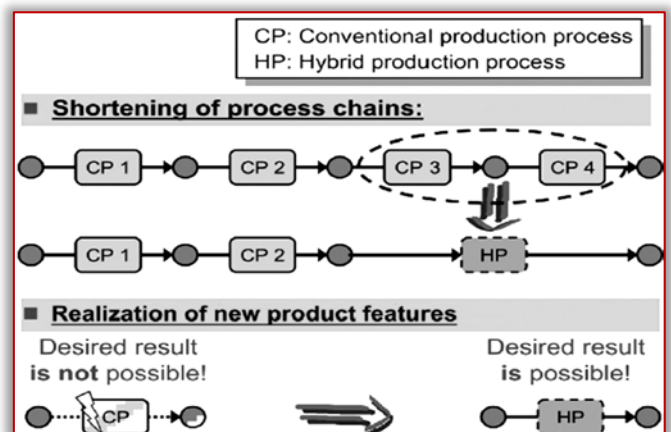 CP: Conventional production process
HP: Hybrid production process
Shortening of process chains:
CP 1 CP 2 CP 3 CP 4
CP 1 CP 2 HP
Realization of new product features
Desired result Desired result
is not possible! is possible!
CP HP